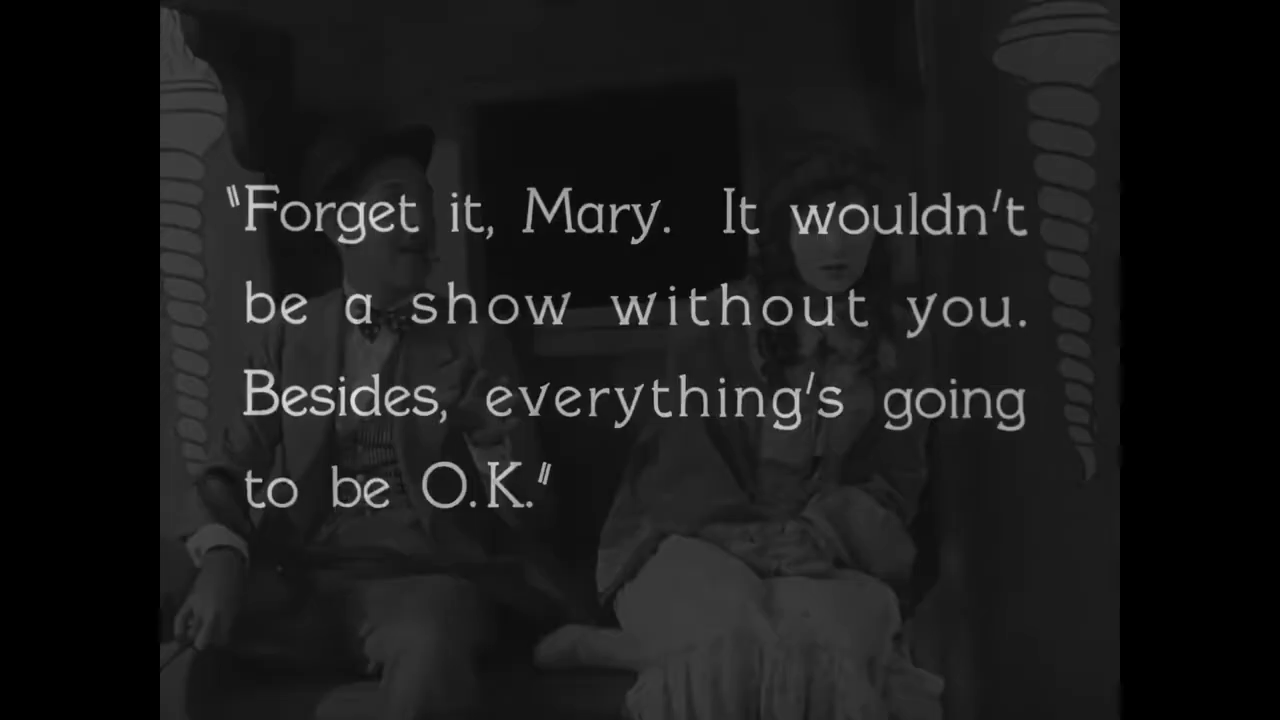 "Forget it, Mary. It wouldn't
be a show without you.
Besides, everything's going
to be O.K."